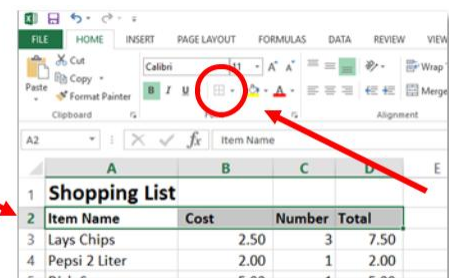 FILE HOME INSERT PAGE LAYOUT FORMULAS DATA REVIEW VIEW
Cut
Copy
Format Painter
Paste
Calibri 11 A A
B I U A
Wrap
Merge
Clipboard Alignment
A2 fx Item Name
A B C D E
1 Shopping List
2 Item Name Cost Number Total
3 Lays Chips 2.50 3 7.50
4 Pepsi 2 Liter 2.00 1 2.00